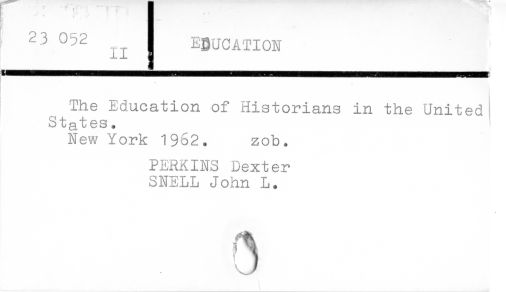 23 052
II
EDUCATION
The Education of Historians in the United
States.
New York 1962. zob.
PERKINS Dexter
SNELL John L.